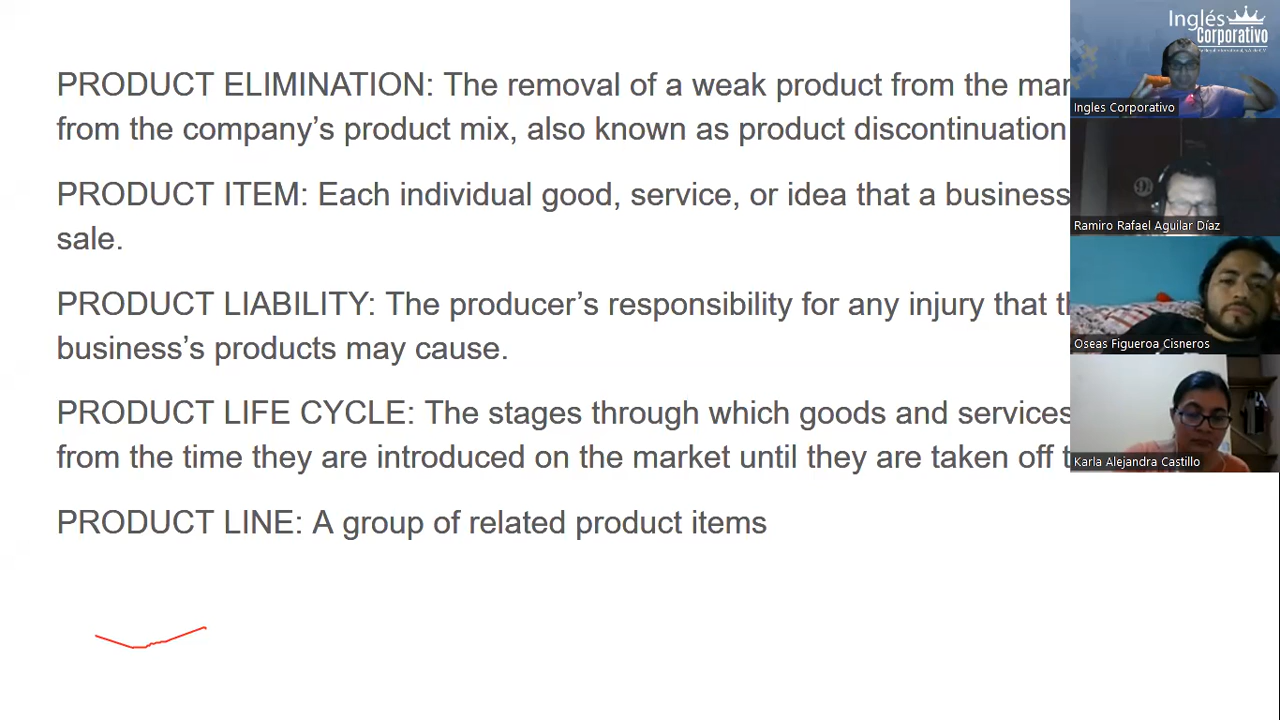 PRODUCT ELIMINATION: The removal of a weak product from the
from the company's product mix, also known as product discontinuation
PRODUCT ITEM: Each individual good, service, or idea that a business
sale.
PRODUCT LIABILITY: The producer's responsibility for any injury that
business's products may cause.
PRODUCT LIFE CYCLE: The stages through which goods and services
from the time they are introduced on the market until they are taken off
PRODUCT LINE: A group of related product items
Inglés
Corporativo
Ingles Corporativo
Ramiro Rafael Aguilar Díaz
Oseas Figueroa Cisneros
Karla Alejandra Castillo